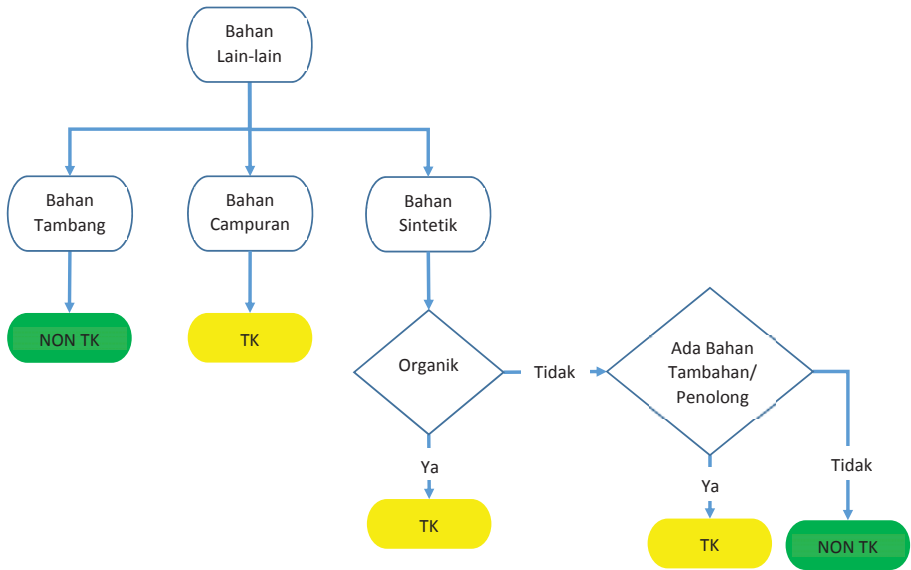 Bahan
Lain-lain
Bahan
Tambang
Bahan
Campuran
Bahan
Sintetik
NON TK
TK
Organik
Tidak
Ada Bahan
Tambahan/
Penolong
Ya
Tidak
Ya
TK
TK
NON TK